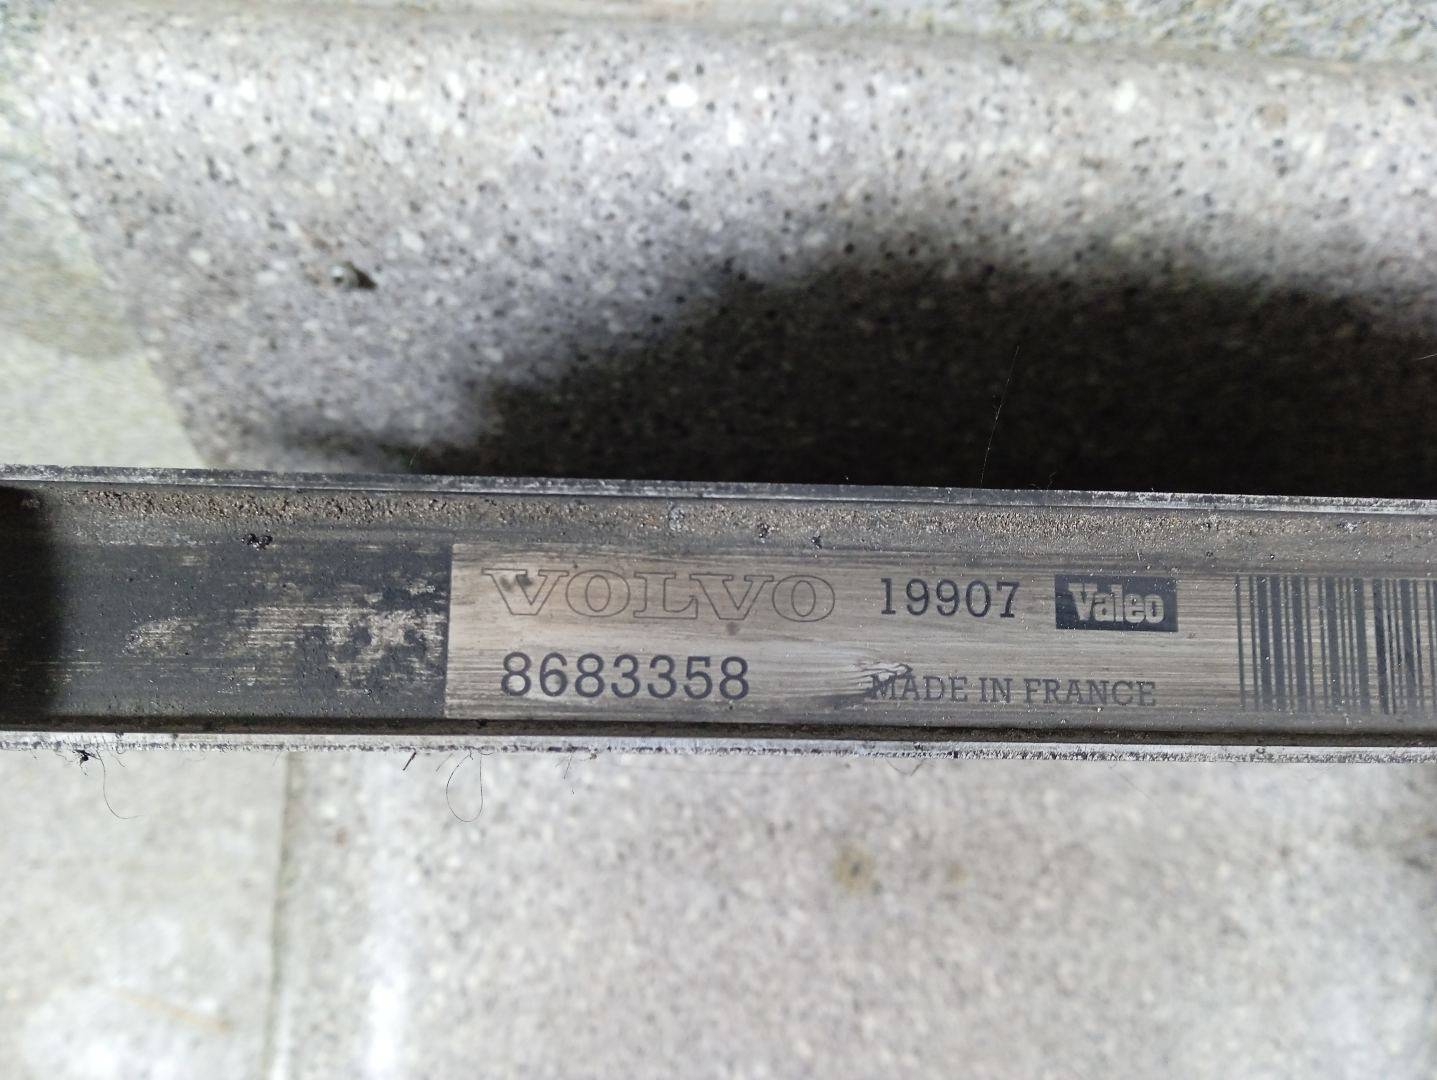 VOLVO 19907 Valeo
8683358 MADE IN FRANCE